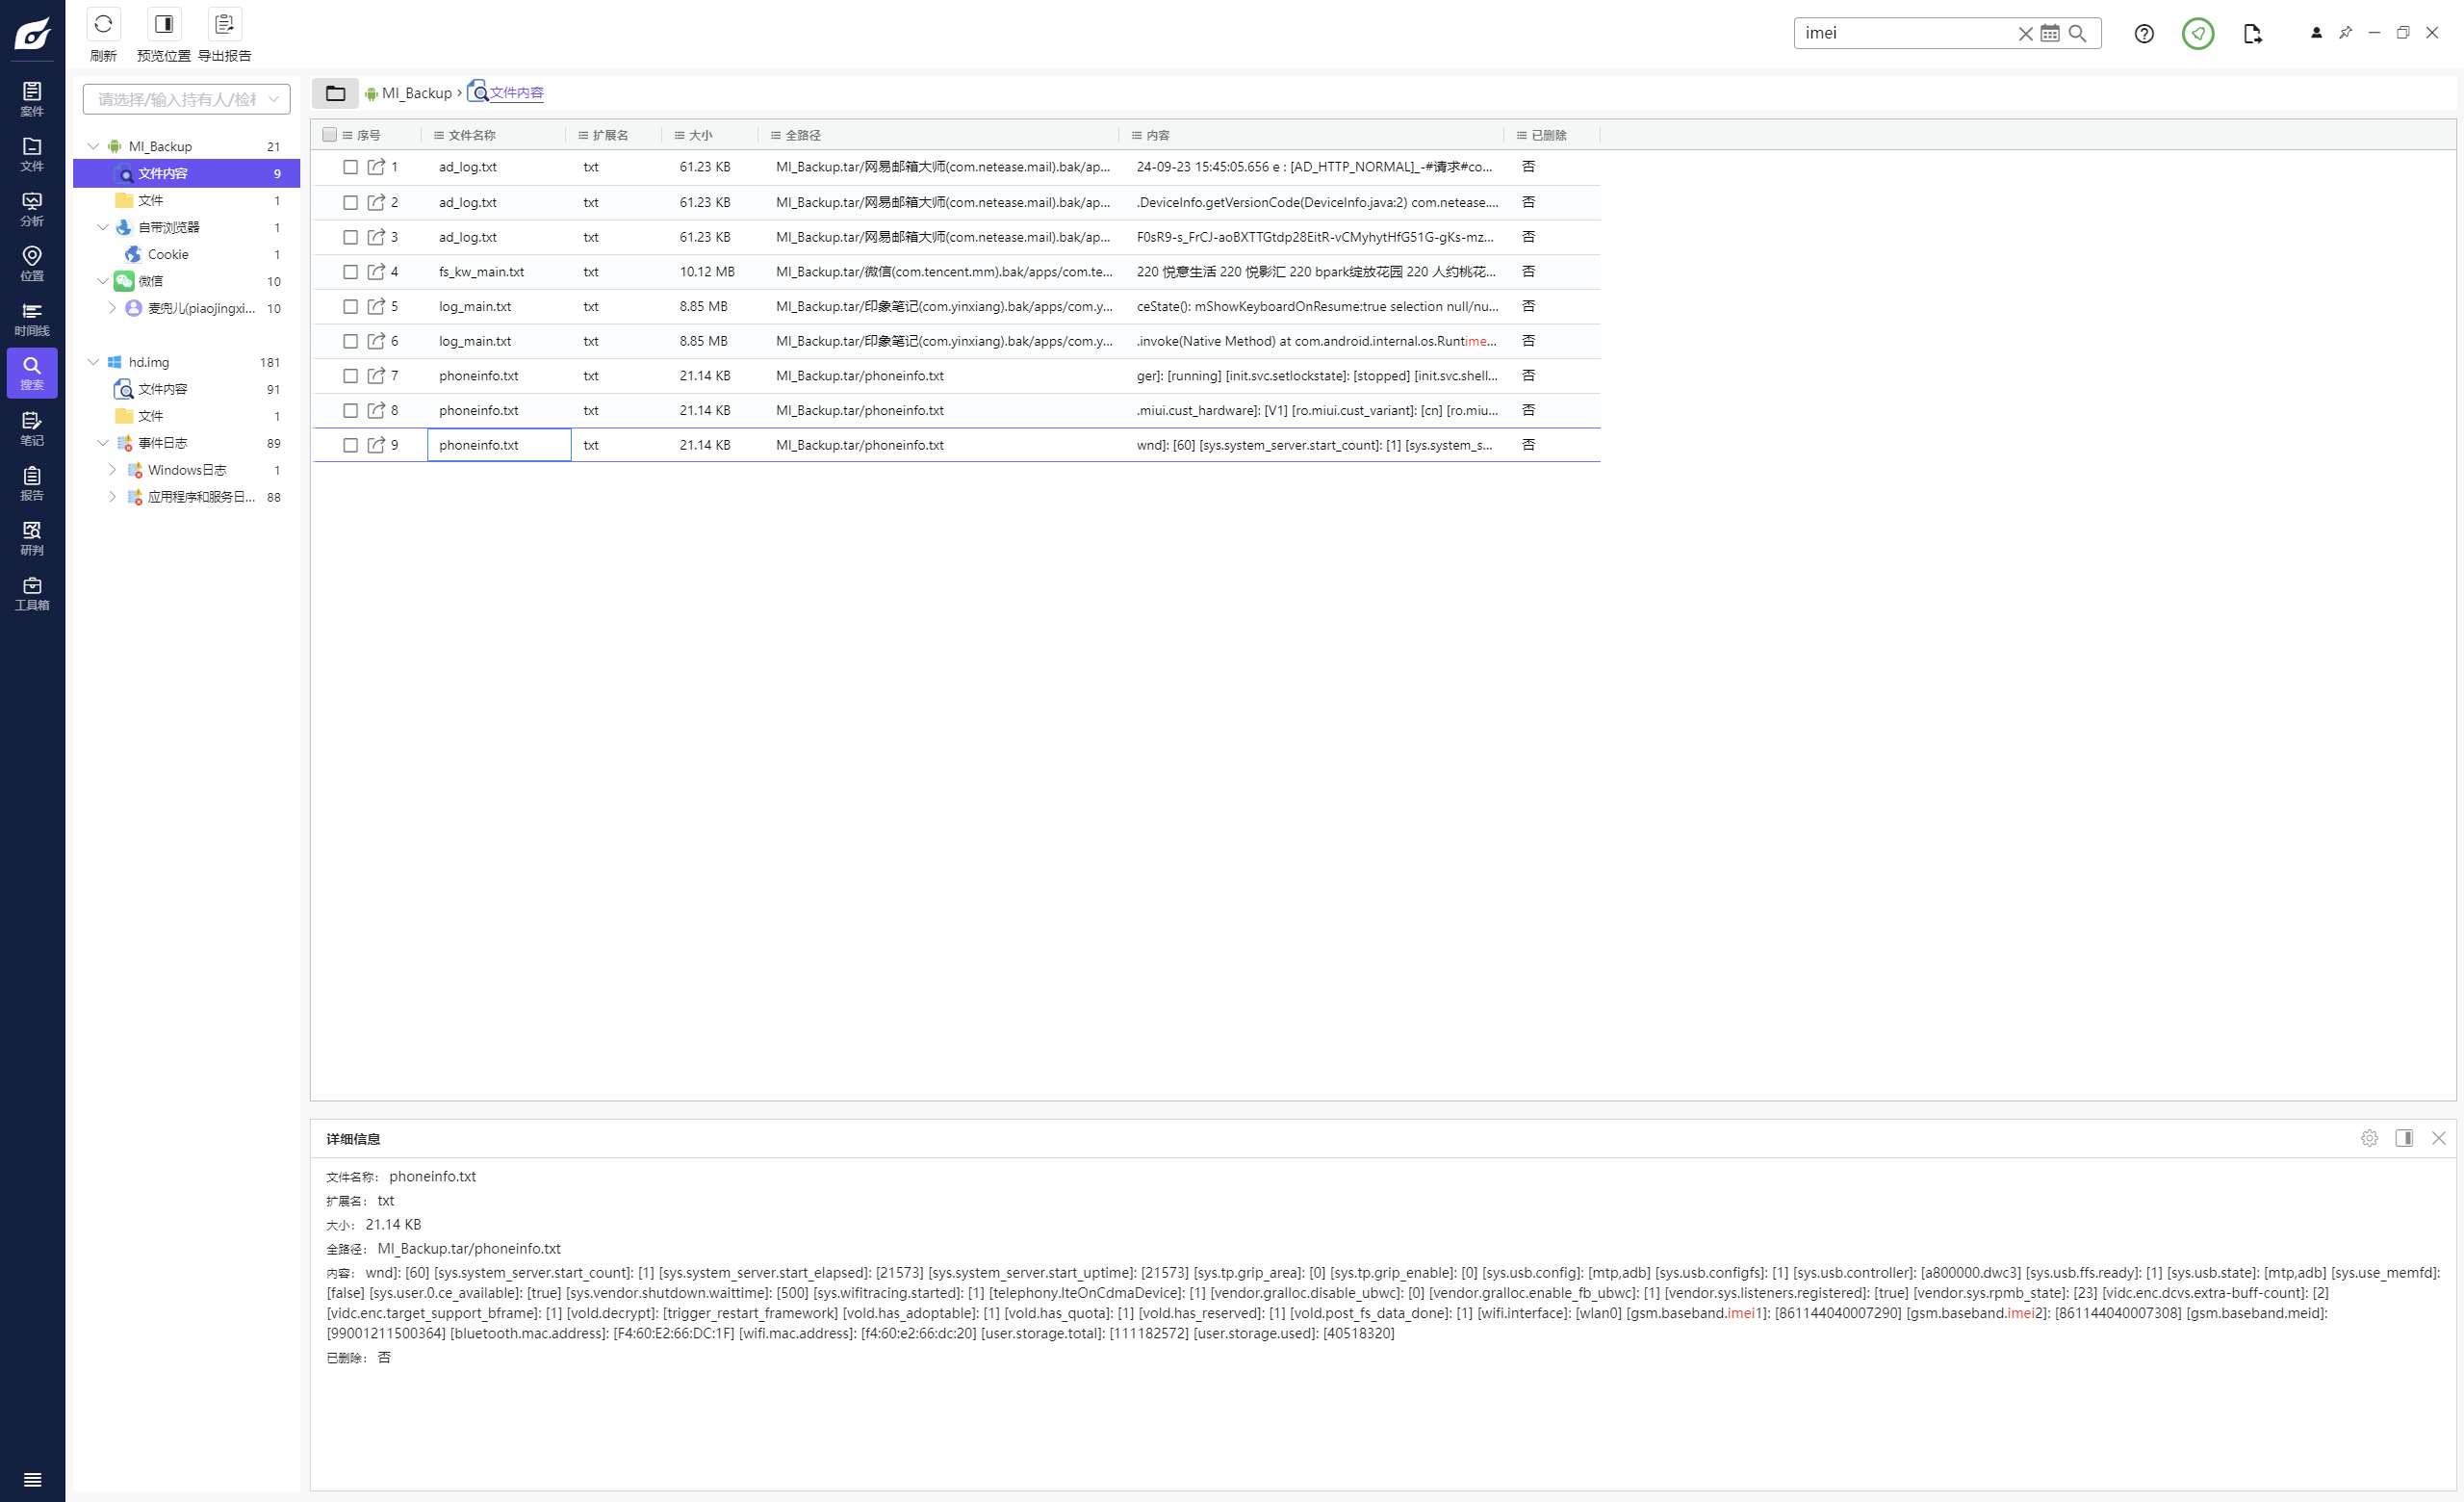 刷新
预览位置
导出报告
imei
案件
文件
分析
位置
时间线
搜索
笔记
报告
研判
工具箱
请选择/输入持有人/检材
MI_Backup 21
文件内容 9
文件 1
自带浏览器 1
Cookie 1
微信 10
麦兜儿(piaojingxi... 10
hd.img 181
文件内容 91
文件 1
事件日志 89
Windows日志 1
应用程序和服务日... 88
MI_Backup › 文件内容
序号 文件名称 扩展名 大小 全路径 内容 已删除
1 ad_log.txt txt 61.23 KB MI_Backup.tar/网易邮箱大师(com.netease.mail).bak/ap... 24-09-23 15:45:05.656 e : [AD_HTTP_NORMAL]_-#请求#co... 否
2 ad_log.txt txt 61.23 KB MI_Backup.tar/网易邮箱大师(com.netease.mail).bak/ap... .DeviceInfo.getVersionCode(DeviceInfo.java:2) com.netease.... 否
3 ad_log.txt txt 61.23 KB MI_Backup.tar/网易邮箱大师(com.netease.mail).bak/ap... F0sR9-s_FrCJ-aoBXTTGtdp28EitR-vCMyhytHfG51G-gKs-mz... 否
4 fs_kw_main.txt txt 10.12 MB MI_Backup.tar/微信(com.tencent.mm).bak/apps/com.te... 220 悦意生活 220 悦影汇 220 bpark绽放花园 220 人约桃花... 否
5 log_main.txt txt 8.85 MB MI_Backup.tar/印象笔记(com.yinxiang).bak/apps/com.y... ceState(): mShowKeyboardOnResume:true selection null/nu... 否
6 log_main.txt txt 8.85 MB MI_Backup.tar/印象笔记(com.yinxiang).bak/apps/com.y... .invoke(Native Method) at com.android.internal.os.Runtime... 否
7 phoneinfo.txt txt 21.14 KB MI_Backup.tar/phoneinfo.txt ger]: [running] [init.svc.setlockstate]: [stopped] [init.svc.shell... 否
8 phoneinfo.txt txt 21.14 KB MI_Backup.tar/phoneinfo.txt .miui.cust_hardware]: [V1] [ro.miui.cust_variant]: [cn] [ro.miu... 否
9 phoneinfo.txt txt 21.14 KB MI_Backup.tar/phoneinfo.txt wnd]: [60] [sys.system_server.start_count]: [1] [sys.system_s... 否
详细信息
文件名称: phoneinfo.txt
扩展名: txt
大小: 21.14 KB
全路径: MI_Backup.tar/phoneinfo.txt
内容: wnd]: [60] [sys.system_server.start_count]: [1] [sys.system_server.start_elapsed]: [21573] [sys.system_server.start_uptime]: [21573] [sys.tp.grip_area]: [0] [sys.tp.grip_enable]: [0] [sys.usb.config]: [mtp,adb] [sys.usb.configfs]: [1] [sys.usb.controller]: [a800000.dwc3] [sys.usb.ffs.ready]: [1] [sys.usb.state]: [mtp,adb] [sys.use_memfd]:
[false] [sys.user.0.ce_available]: [true] [sys.vendor.shutdown.waittime]: [500] [sys.wifitracing.started]: [1] [telephony.lteOnCdmaDevice]: [1] [vendor.gralloc.disable_ubwc]: [0] [vendor.gralloc.enable_fb_ubwc]: [1] [vendor.sys.listeners.registered]: [true] [vendor.sys.rpmb_state]: [23] [vidc.enc.dcvs.extra-buff-count]: [2]
[vidc.enc.target_support_bframe]: [1] [vold.decrypt]: [trigger_restart_framework] [vold.has_adoptable]: [1] [vold.has_quota]: [1] [vold.has_reserved]: [1] [vold.post_fs_data_done]: [1] [wifi.interface]: [wlan0] [gsm.baseband.imei1]: [861144040007290] [gsm.baseband.imei2]: [861144040007308] [gsm.baseband.meid]:
[99001211500364] [bluetooth.mac.address]: [F4:60:E2:66:DC:1F] [wifi.mac.address]: [f4:60:e2:66:dc:20] [user.storage.total]: [111182572] [user.storage.used]: [40518320]
已删除: 否